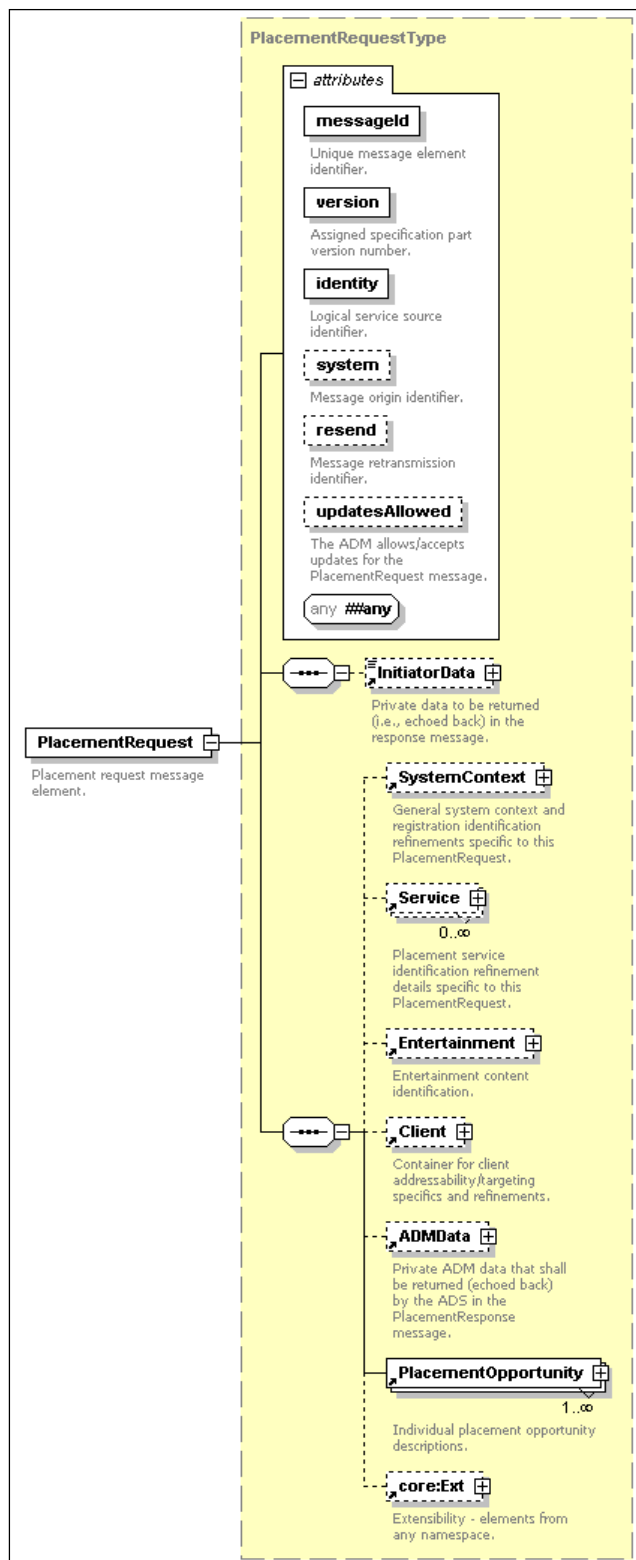 PlacementRequestType
attributes
messageId
Unique message element
identifier.
version
Assigned specification part
version number.
identity
Logical service source
identifier.
system
Message origin identifier.
resend
Message retransmission
identifier.
updatesAllowed
The ADM allows/accepts
updates for the
PlacementRequest message.
any ##any
InitiatorData
Private data to be returned
(i.e., echoed back) in the
response message.
PlacementRequest
Placement request message
element.
SystemContext
General system context and
registration identification
refinements specific to this
PlacementRequest.
Service
0..∞
Placement service
identification refinement
details specific to this
PlacementRequest.
Entertainment
Entertainment content
identification.
Client
Container for client
addressability/targeting
specifics and refinements.
ADMData
Private ADM data that shall
be returned (echoed back)
by the ADS in the
PlacementResponse
message.
PlacementOpportunity
1..∞
Individual placement opportunity
descriptions.
core:Ext
Extensibility - elements from
any namespace.